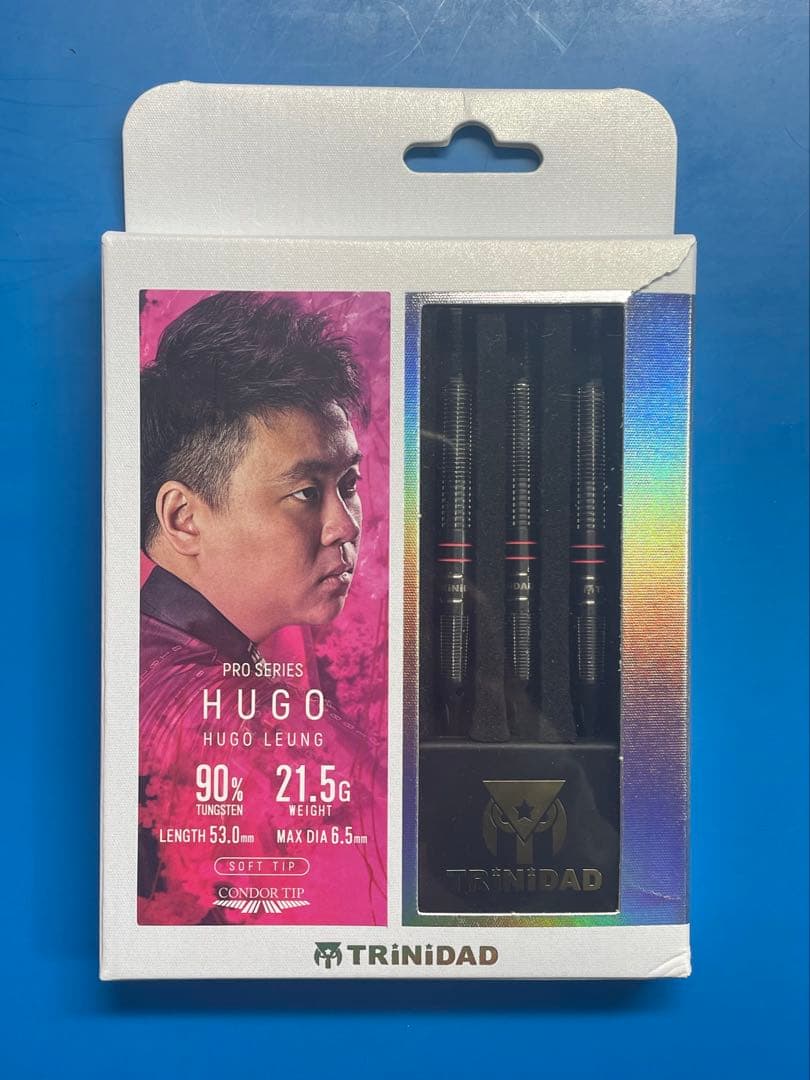 PRO SERIES
HUGO
HUGO LEUNG
90% 21.5G
TUNGSTEN WEIGHT
LENGTH 53.0mm MAX DIA 6.5mm
SOFT TIP
CONDOR TIP
TRiNiDAD
TRiNiDAD